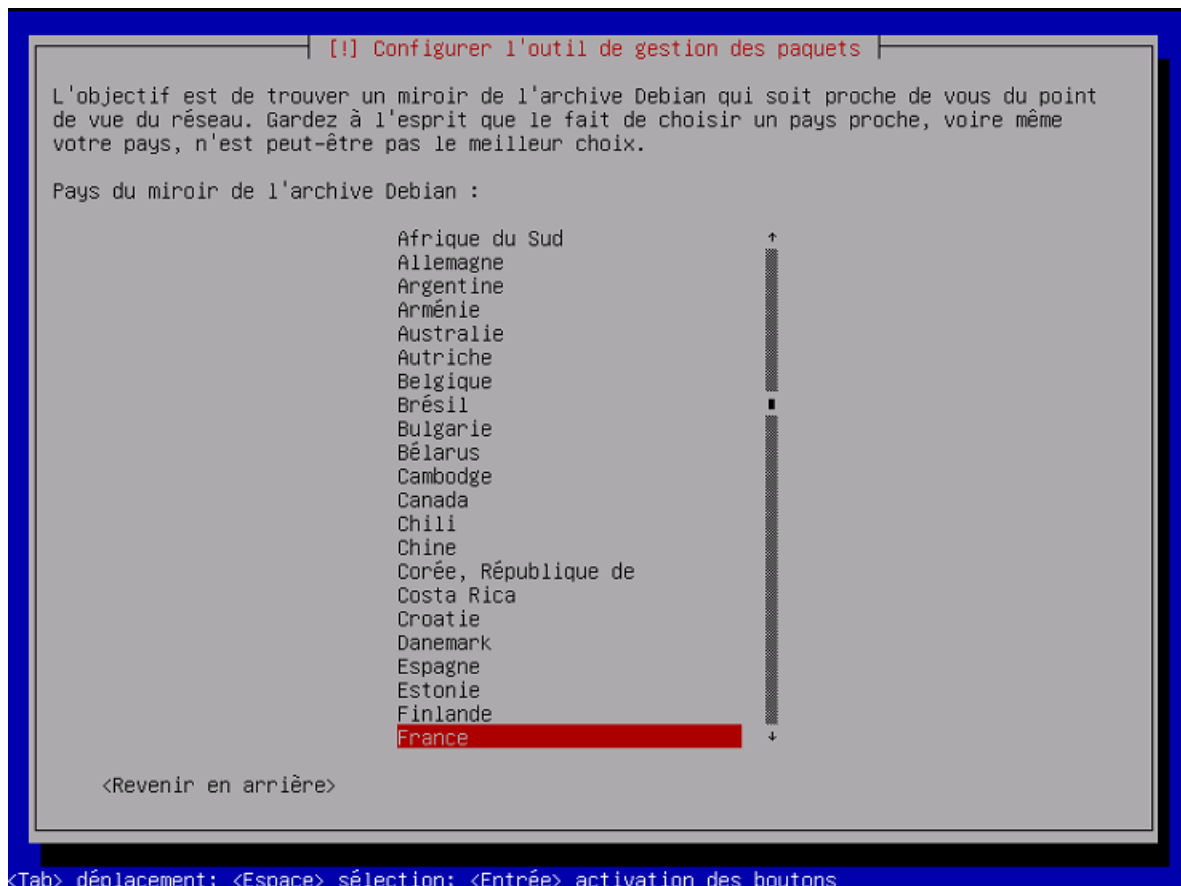 [!] Configurer l'outil de gestion des paquets
L'objectif est de trouver un miroir de l'archive Debian qui soit proche de vous du point
de vue du réseau. Gardez à l'esprit que le fait de choisir un pays proche, voire même
votre pays, n'est peut-être pas le meilleur choix.
Pays du miroir de l'archive Debian :
Afrique du Sud
Allemagne
Argentine
Arménie
Australie
Autriche
Belgique
Brésil
Bulgarie
Bélarus
Cambodge
Canada
Chili
Chine
Corée, République de
Costa Rica
Croatie
Danemark
Espagne
Estonie
Finlande
France
<Revenir en arrière>
<Tab> déplacement; <Espace> sélection; <Entrée> activation des boutons